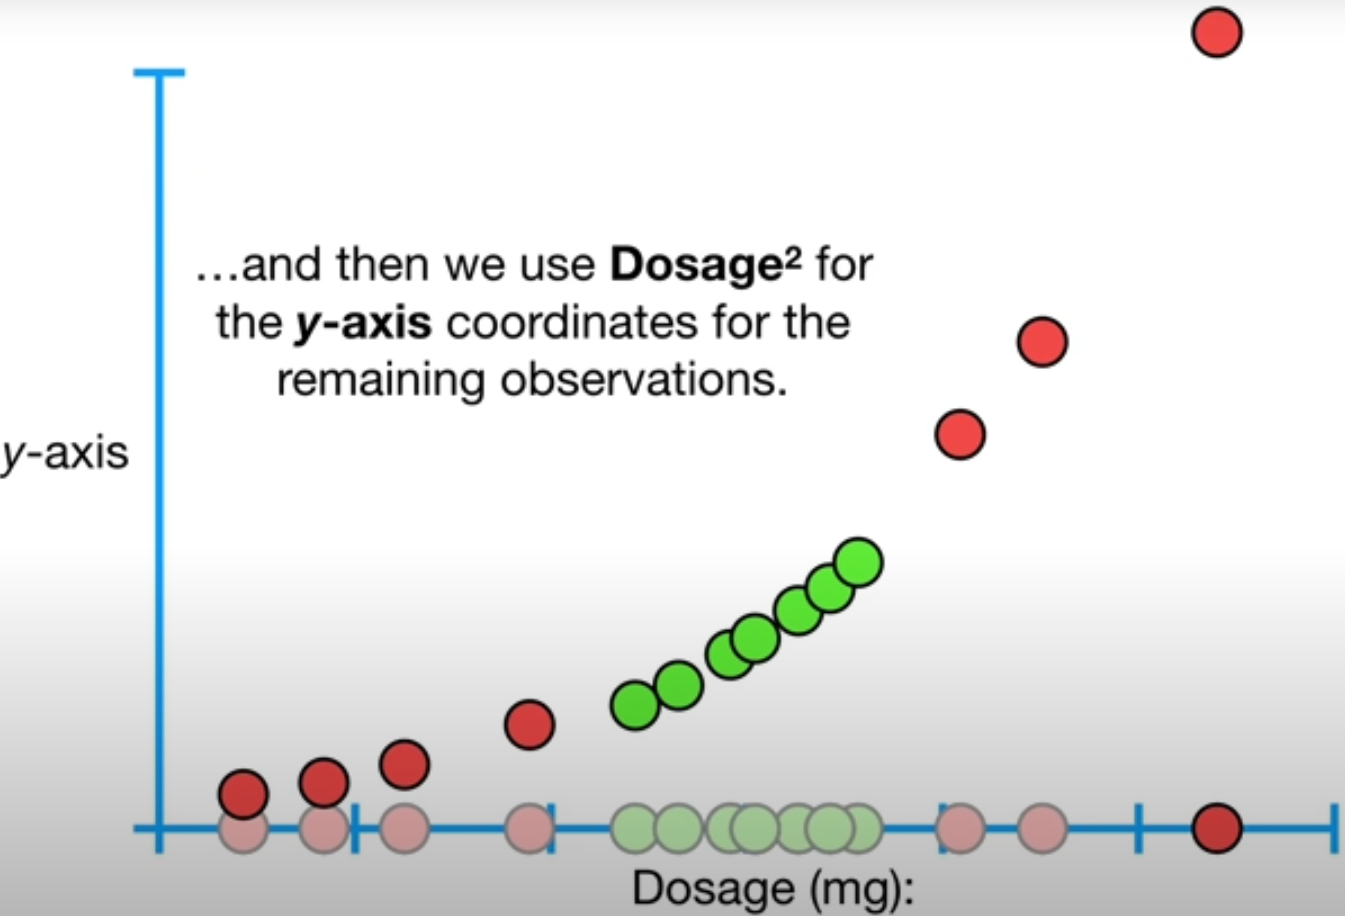 ...and then we use Dosage² for
the y-axis coordinates for the
remaining observations.
y-axis
Dosage (mg):